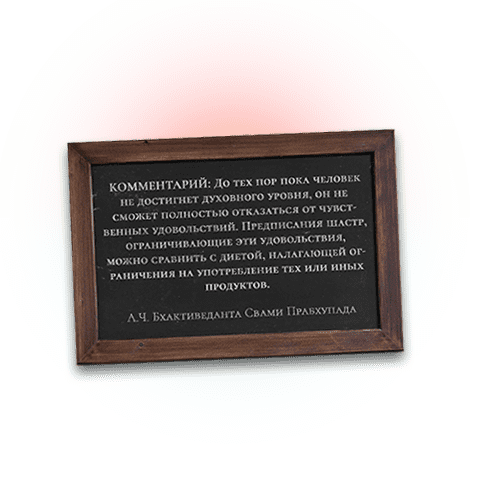 КОММЕНТАРИЙ: До тех пор пока человек
не достигнет духовного уровня, он не
сможет полностью отказаться от чувст-
венных удовольствий. Предписания шастр,
ограничивающие эти удовольствия,
можно сравнить с диетой, налагающей ог-
раничения на употребление тех или иных
продуктов.
А.Ч. Бхактиведанта Свами Прабхупада